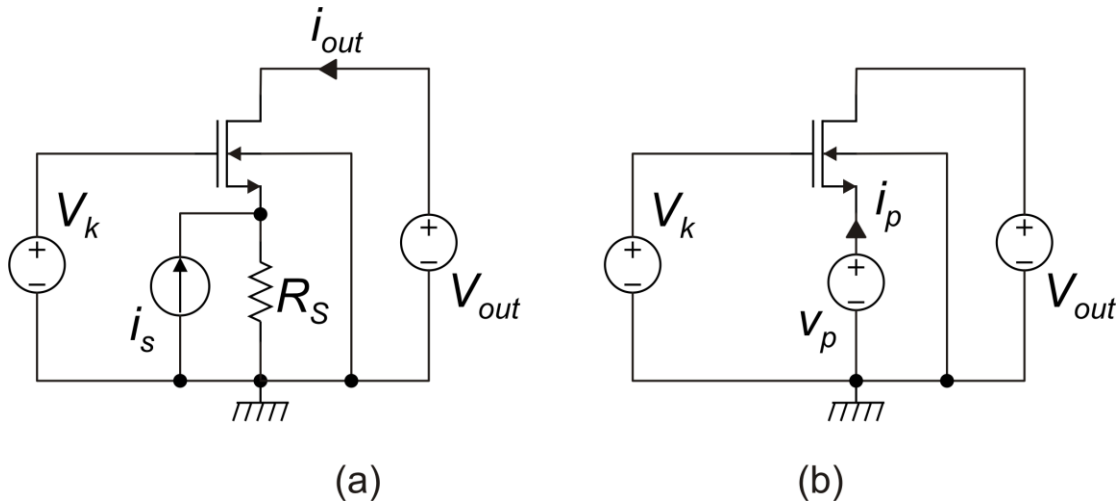 i_out
V_k
+
−
i_s
R_S
+
−
V_out
(a)
V_k
+
−
i_p
+
−
v_p
+
−
V_out
(b)